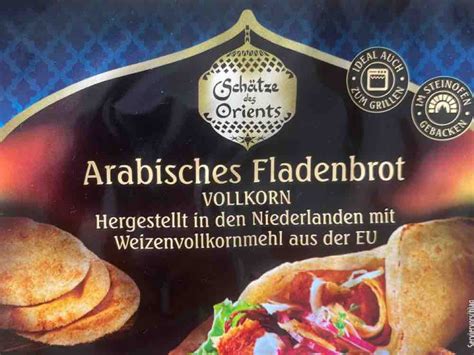 Schätze
des
Orients
IDEAL AUCH
ZUM GRILLEN
IM STEINOFEN
GEBACKEN
Arabisches Fladenbrot
VOLLKORN
Hergestellt in den Niederlanden mit
Weizenvollkornmehl aus der EU
Serviervorschlag